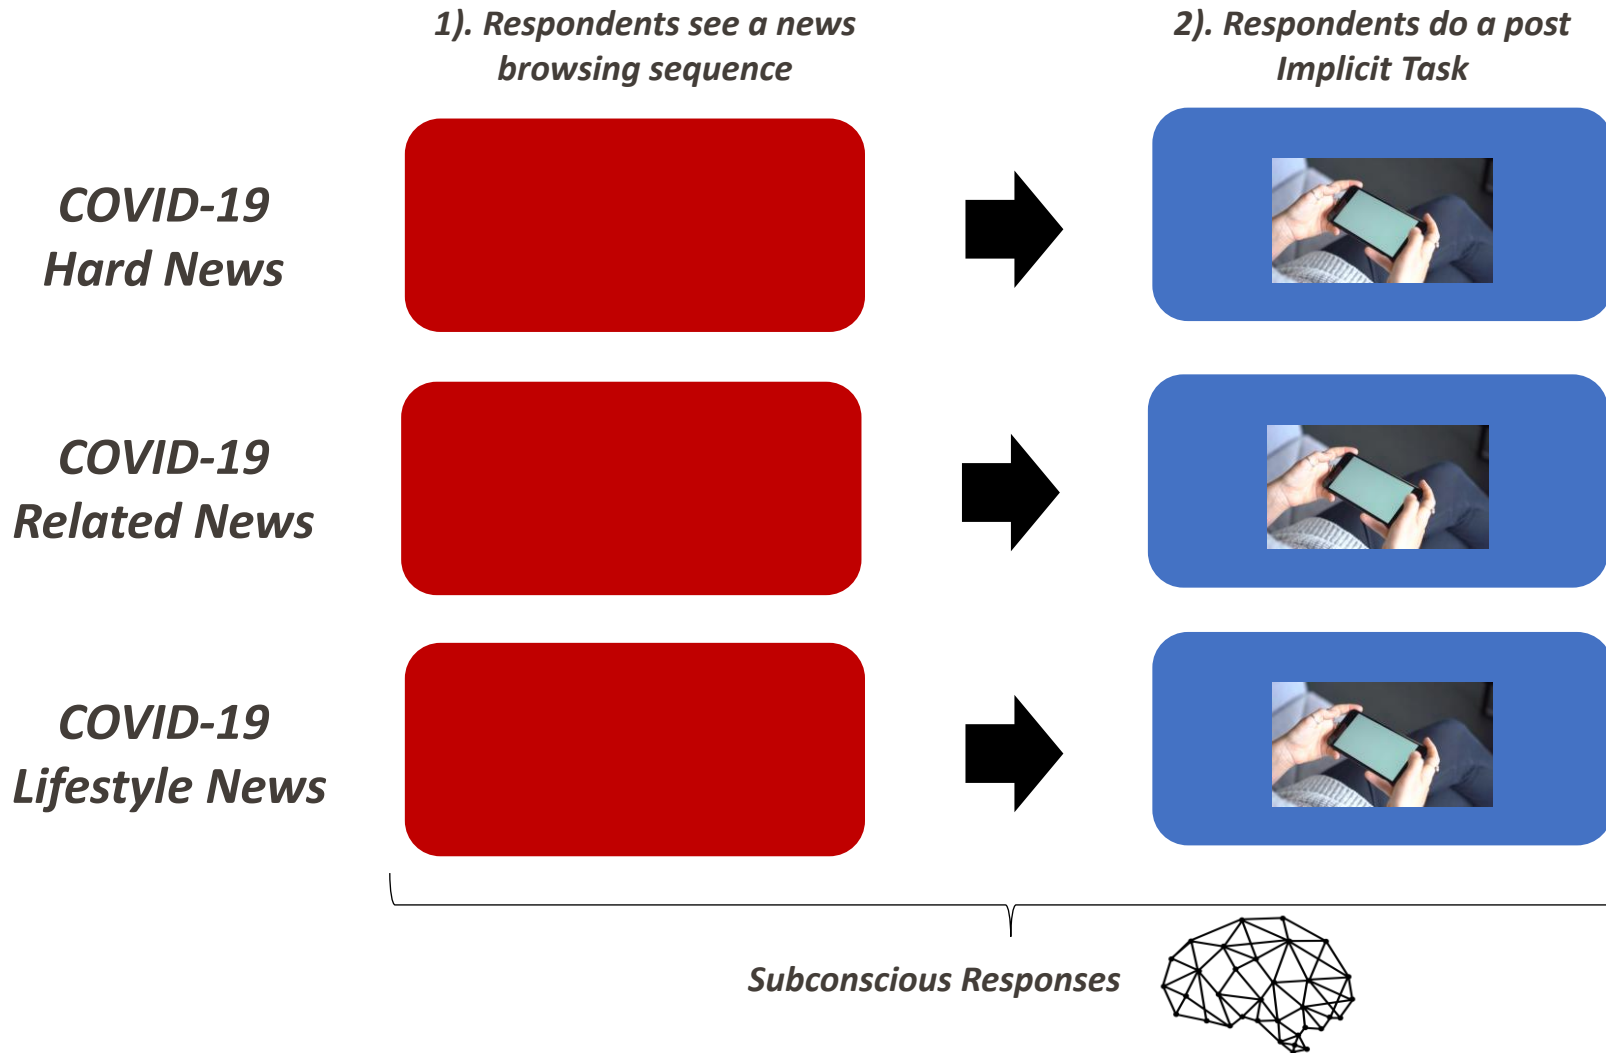 1). Respondents see a news
browsing sequence
2). Respondents do a post
Implicit Task
COVID-19
Hard News
COVID-19
Related News
COVID-19
Lifestyle News
Subconscious Responses